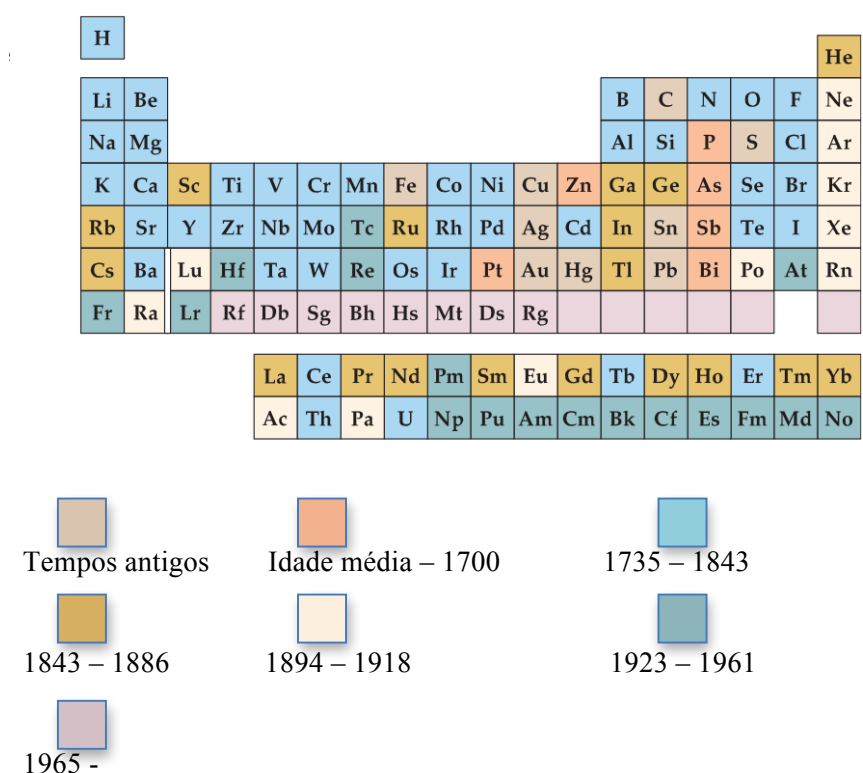 H
He
Li Be B C N O F Ne
Na Mg Al Si P S Cl Ar
K Ca Sc Ti V Cr Mn Fe Co Ni Cu Zn Ga Ge As Se Br Kr
Rb Sr Y Zr Nb Mo Tc Ru Rh Pd Ag Cd In Sn Sb Te I Xe
Cs Ba Lu Hf Ta W Re Os Ir Pt Au Hg Tl Pb Bi Po At Rn
Fr Ra Lr Rf Db Sg Bh Hs Mt Ds Rg
La Ce Pr Nd Pm Sm Eu Gd Tb Dy Ho Er Tm Yb
Ac Th Pa U Np Pu Am Cm Bk Cf Es Fm Md No
Tempos antigos Idade média – 1700 1735 – 1843
1843 – 1886 1894 – 1918 1923 – 1961
1965 -